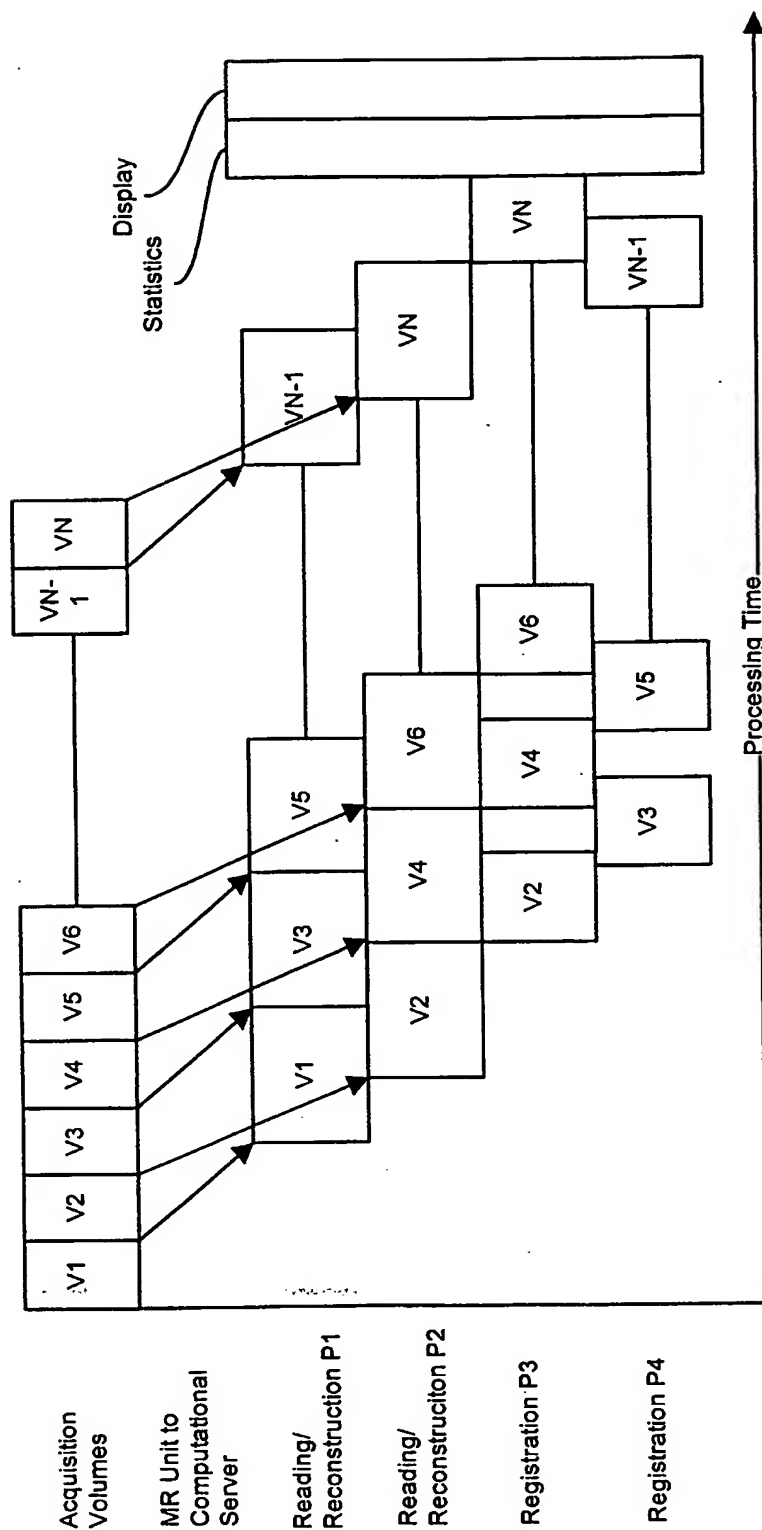 Acquisition
Volumes
V1
V2
V3
V4
V5
V6
VN-
1
VN
MR Unit to
Computational
Server
Reading/
Reconstruction P1
V1
V3
V5
VN-1
Reading/
Reconstruciton P2
V2
V4
V6
VN
Registration P3
V2
V4
V6
VN
Registration P4
V3
V5
VN-1
Statistics
Display
Processing Time